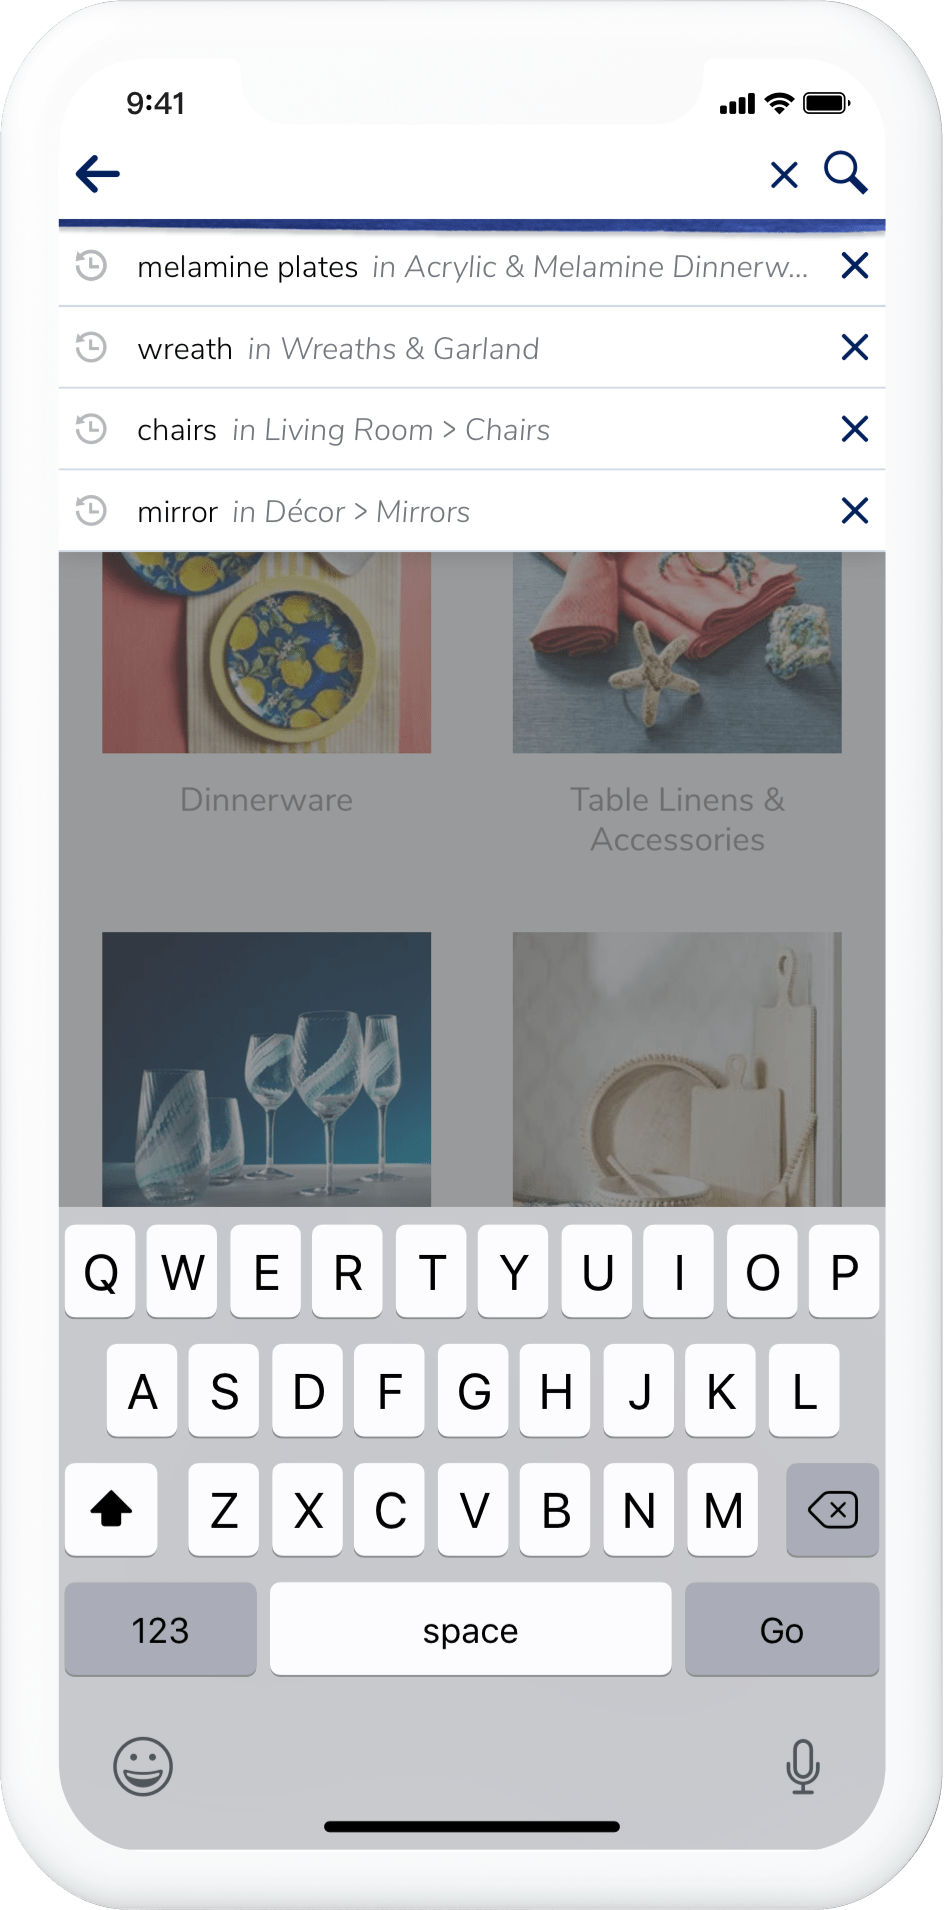 9:41
melamine plates in Acrylic & Melamine Dinnerw...
wreath in Wreaths & Garland
chairs in Living Room > Chairs
mirror in Décor > Mirrors
Dinnerware
Table Linens &
Accessories
Q W E R T Y U I O P
A S D F G H J K L
Z X C V B N M
123 space Go